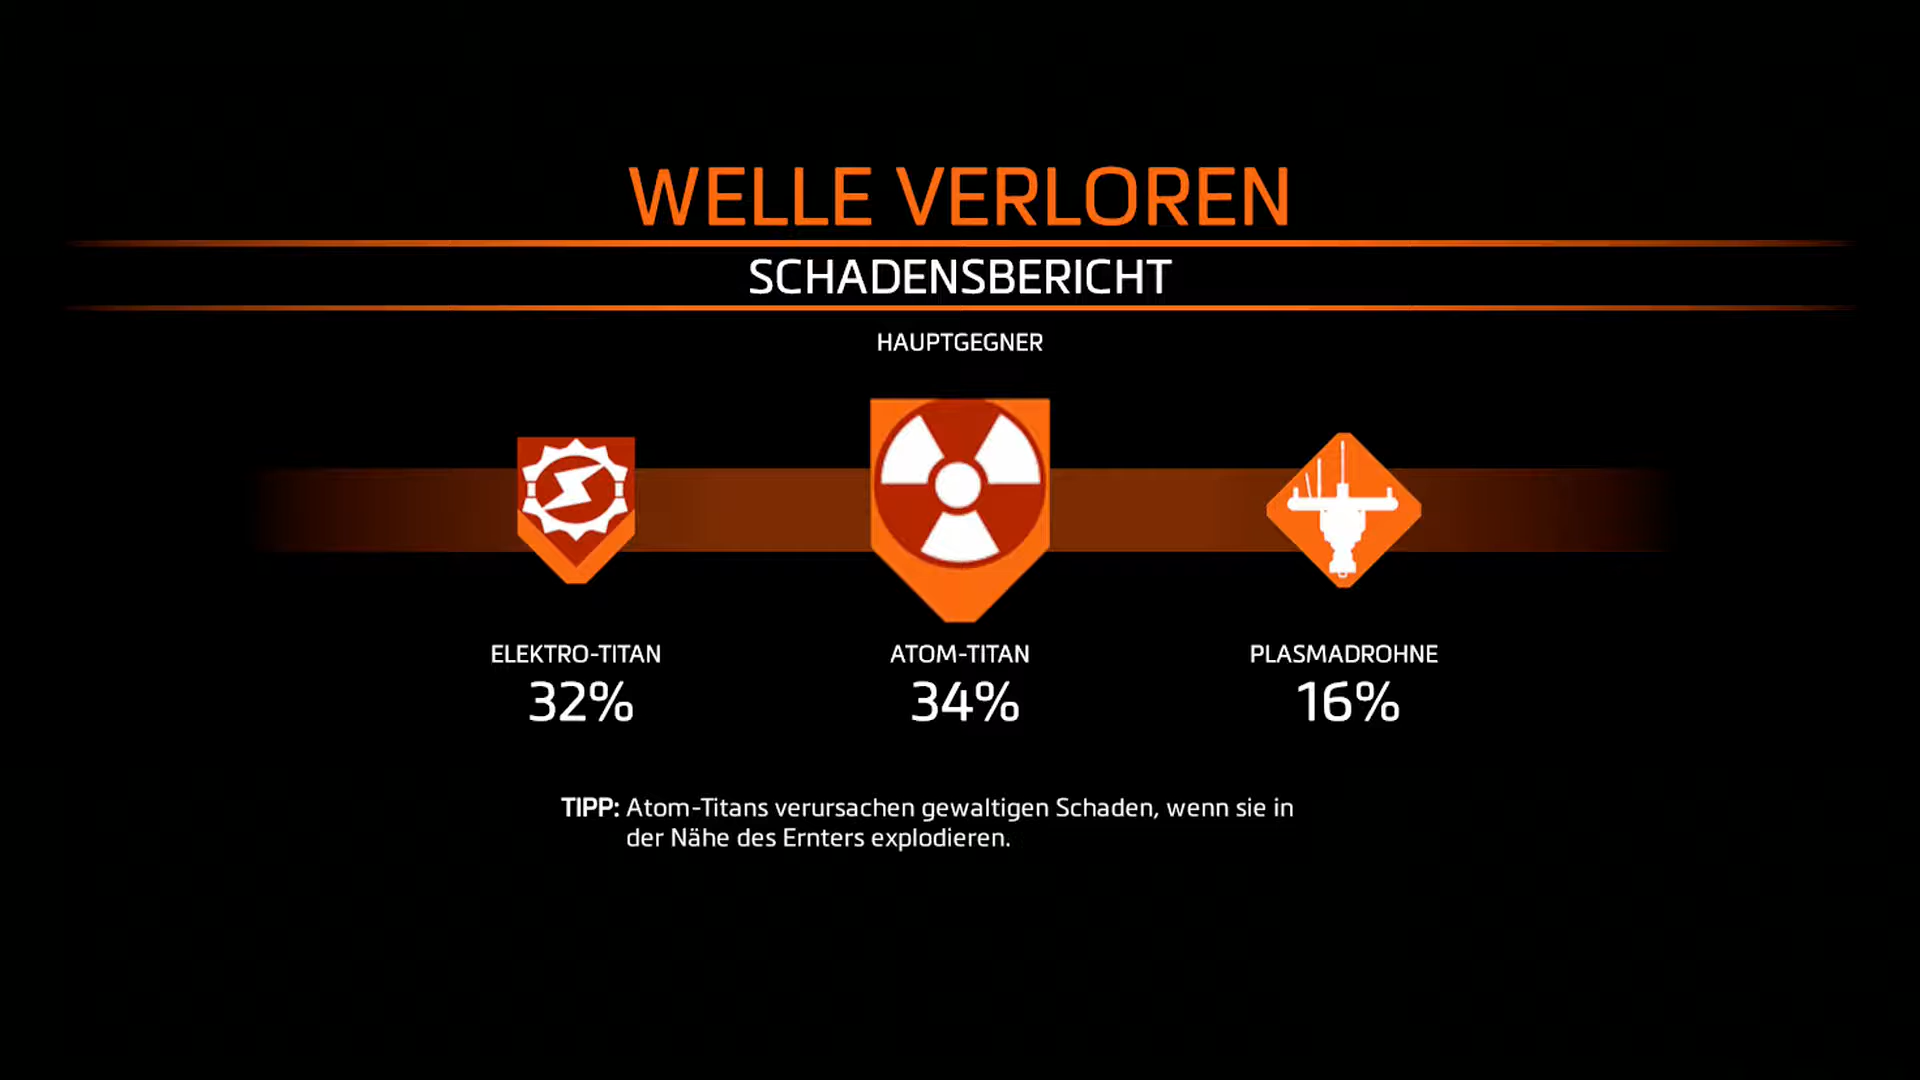 WELLE VERLOREN
SCHADENSBERICHT
HAUPTGEGNER
ELEKTRO-TITAN
32%
ATOM-TITAN
34%
PLASMADROHNE
16%
TIPP: Atom-Titans verursachen gewaltigen Schaden, wenn sie in
der Nähe des Ernters explodieren.